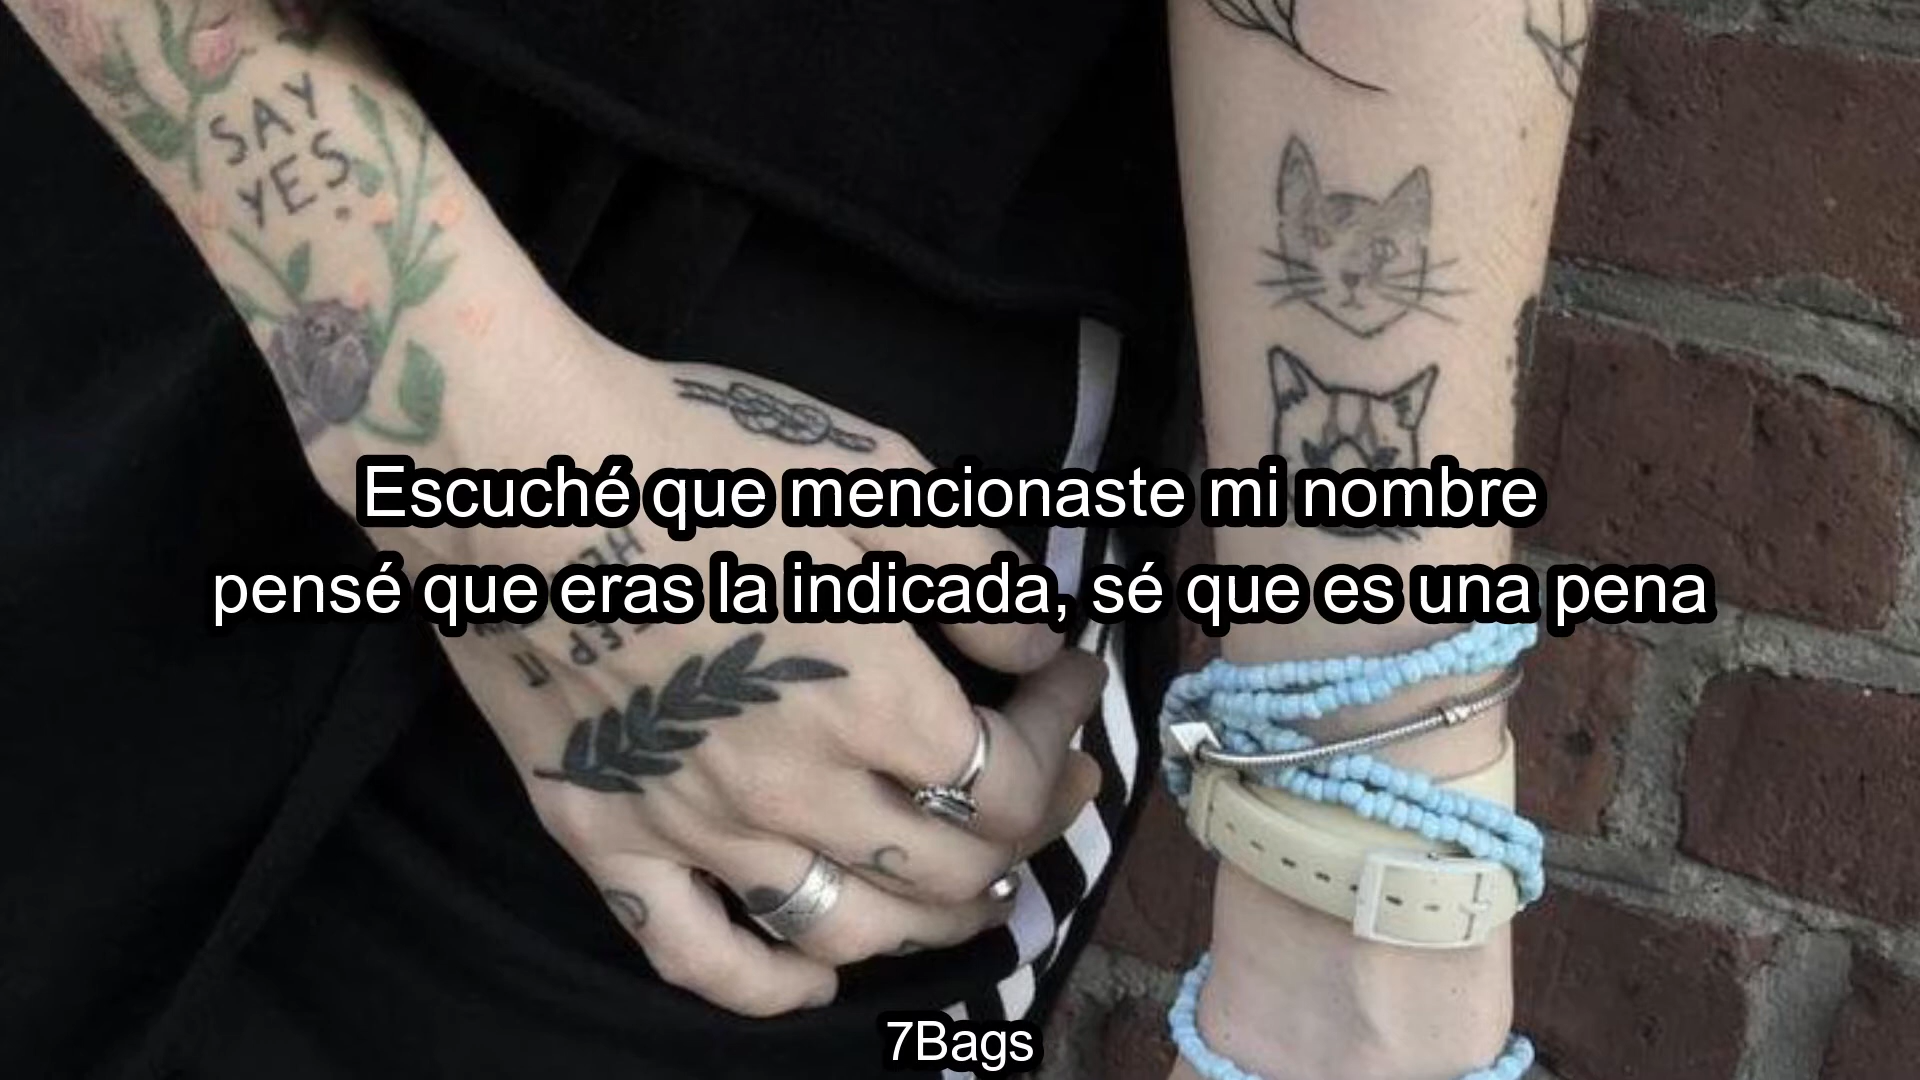 SAY
YES.
Escuché que mencionaste mi nombre
pensé que eras la indicada, sé que es una pena
7Bags